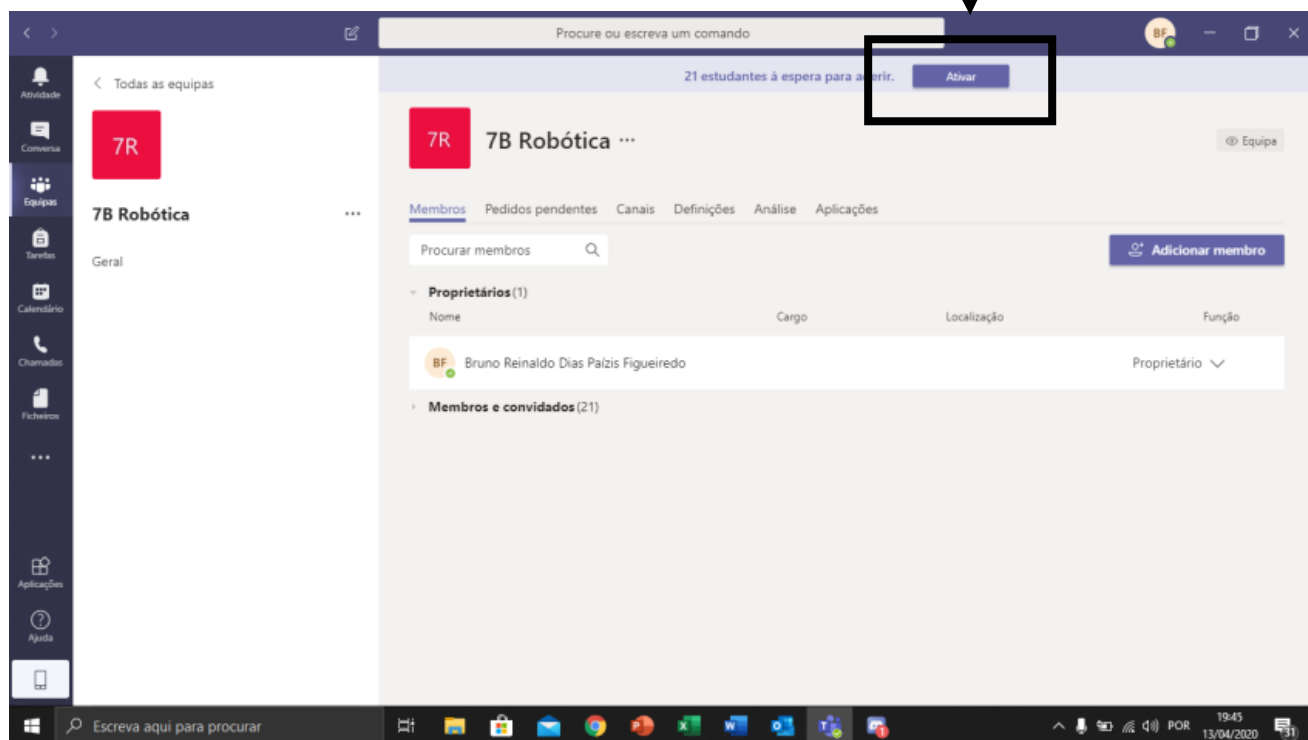 Procure ou escreva um comando
BF
Atividade
Conversa
Equipas
Tarefas
Calendário
Chamadas
Ficheiros
Aplicações
Ajuda
Todas as equipas
7R
7B Robótica
Geral
21 estudantes à espera para aderir.
Ativar
7R
7B Robótica
Equipa
Membros Pedidos pendentes Canais Definições Análise Aplicações
Procurar membros
Adicionar membro
Proprietários(1)
Nome Cargo Localização Função
BF Bruno Reinaldo Dias Paízis Figueiredo Proprietário
Membros e convidados(21)
Escreva aqui para procurar
POR
19:45
13/04/2020
31